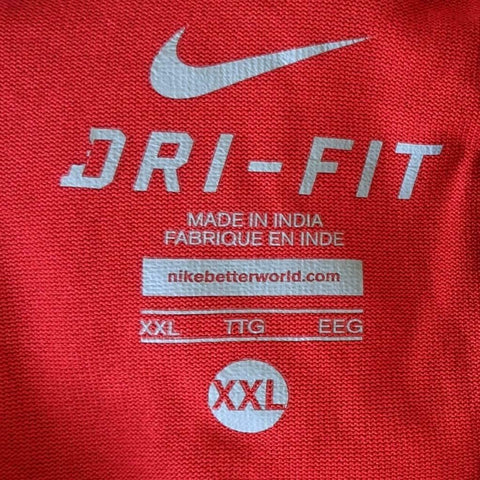 DRI-FIT
MADE IN INDIA
FABRIQUE EN INDE
nikebetterworld.com
XXL TTG EEG
XXL